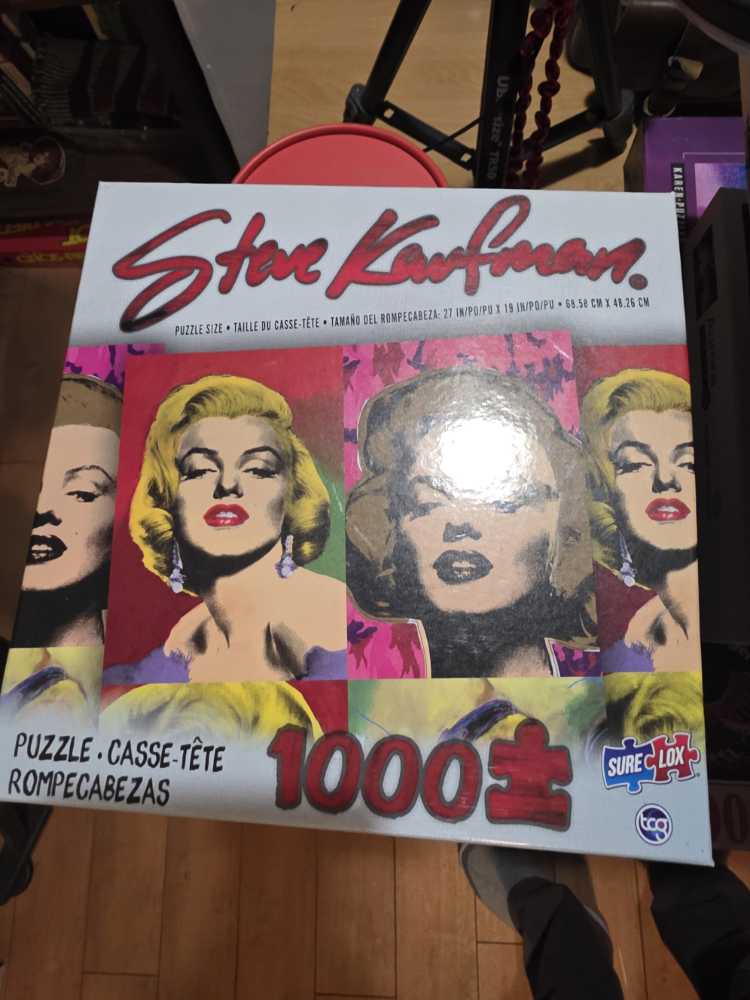 Steve Kaufman
PUZZLE SIZE • TAILLE DU CASSE-TÊTE • TAMAÑO DEL ROMPECABEZA: 27 IN/PO/PU X 19 IN/PO/PU • 68.58 CM X 48.26 CM
PUZZLE • CASSE-TÊTE
ROMPECABEZAS
1000
SURE LOX
tcg